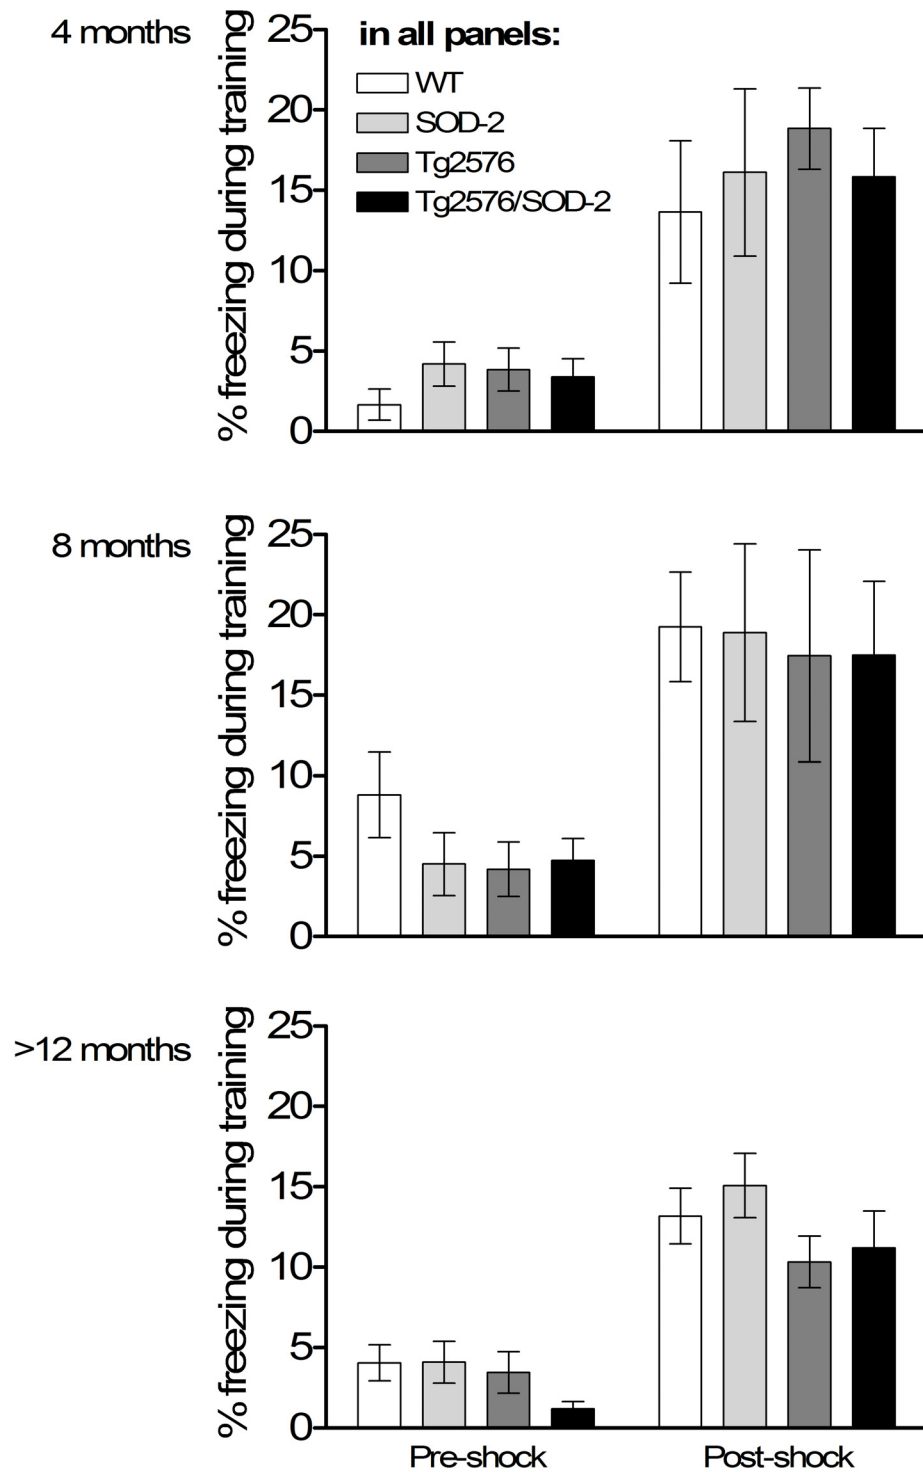 4 months
% freezing during training
25
20
15
10
5
0
in all panels:
WT
SOD-2
Tg2576
Tg2576/SOD-2
8 months
% freezing during training
25
20
15
10
5
0
>12 months
% freezing during training
25
20
15
10
5
0
Pre-shock
Post-shock